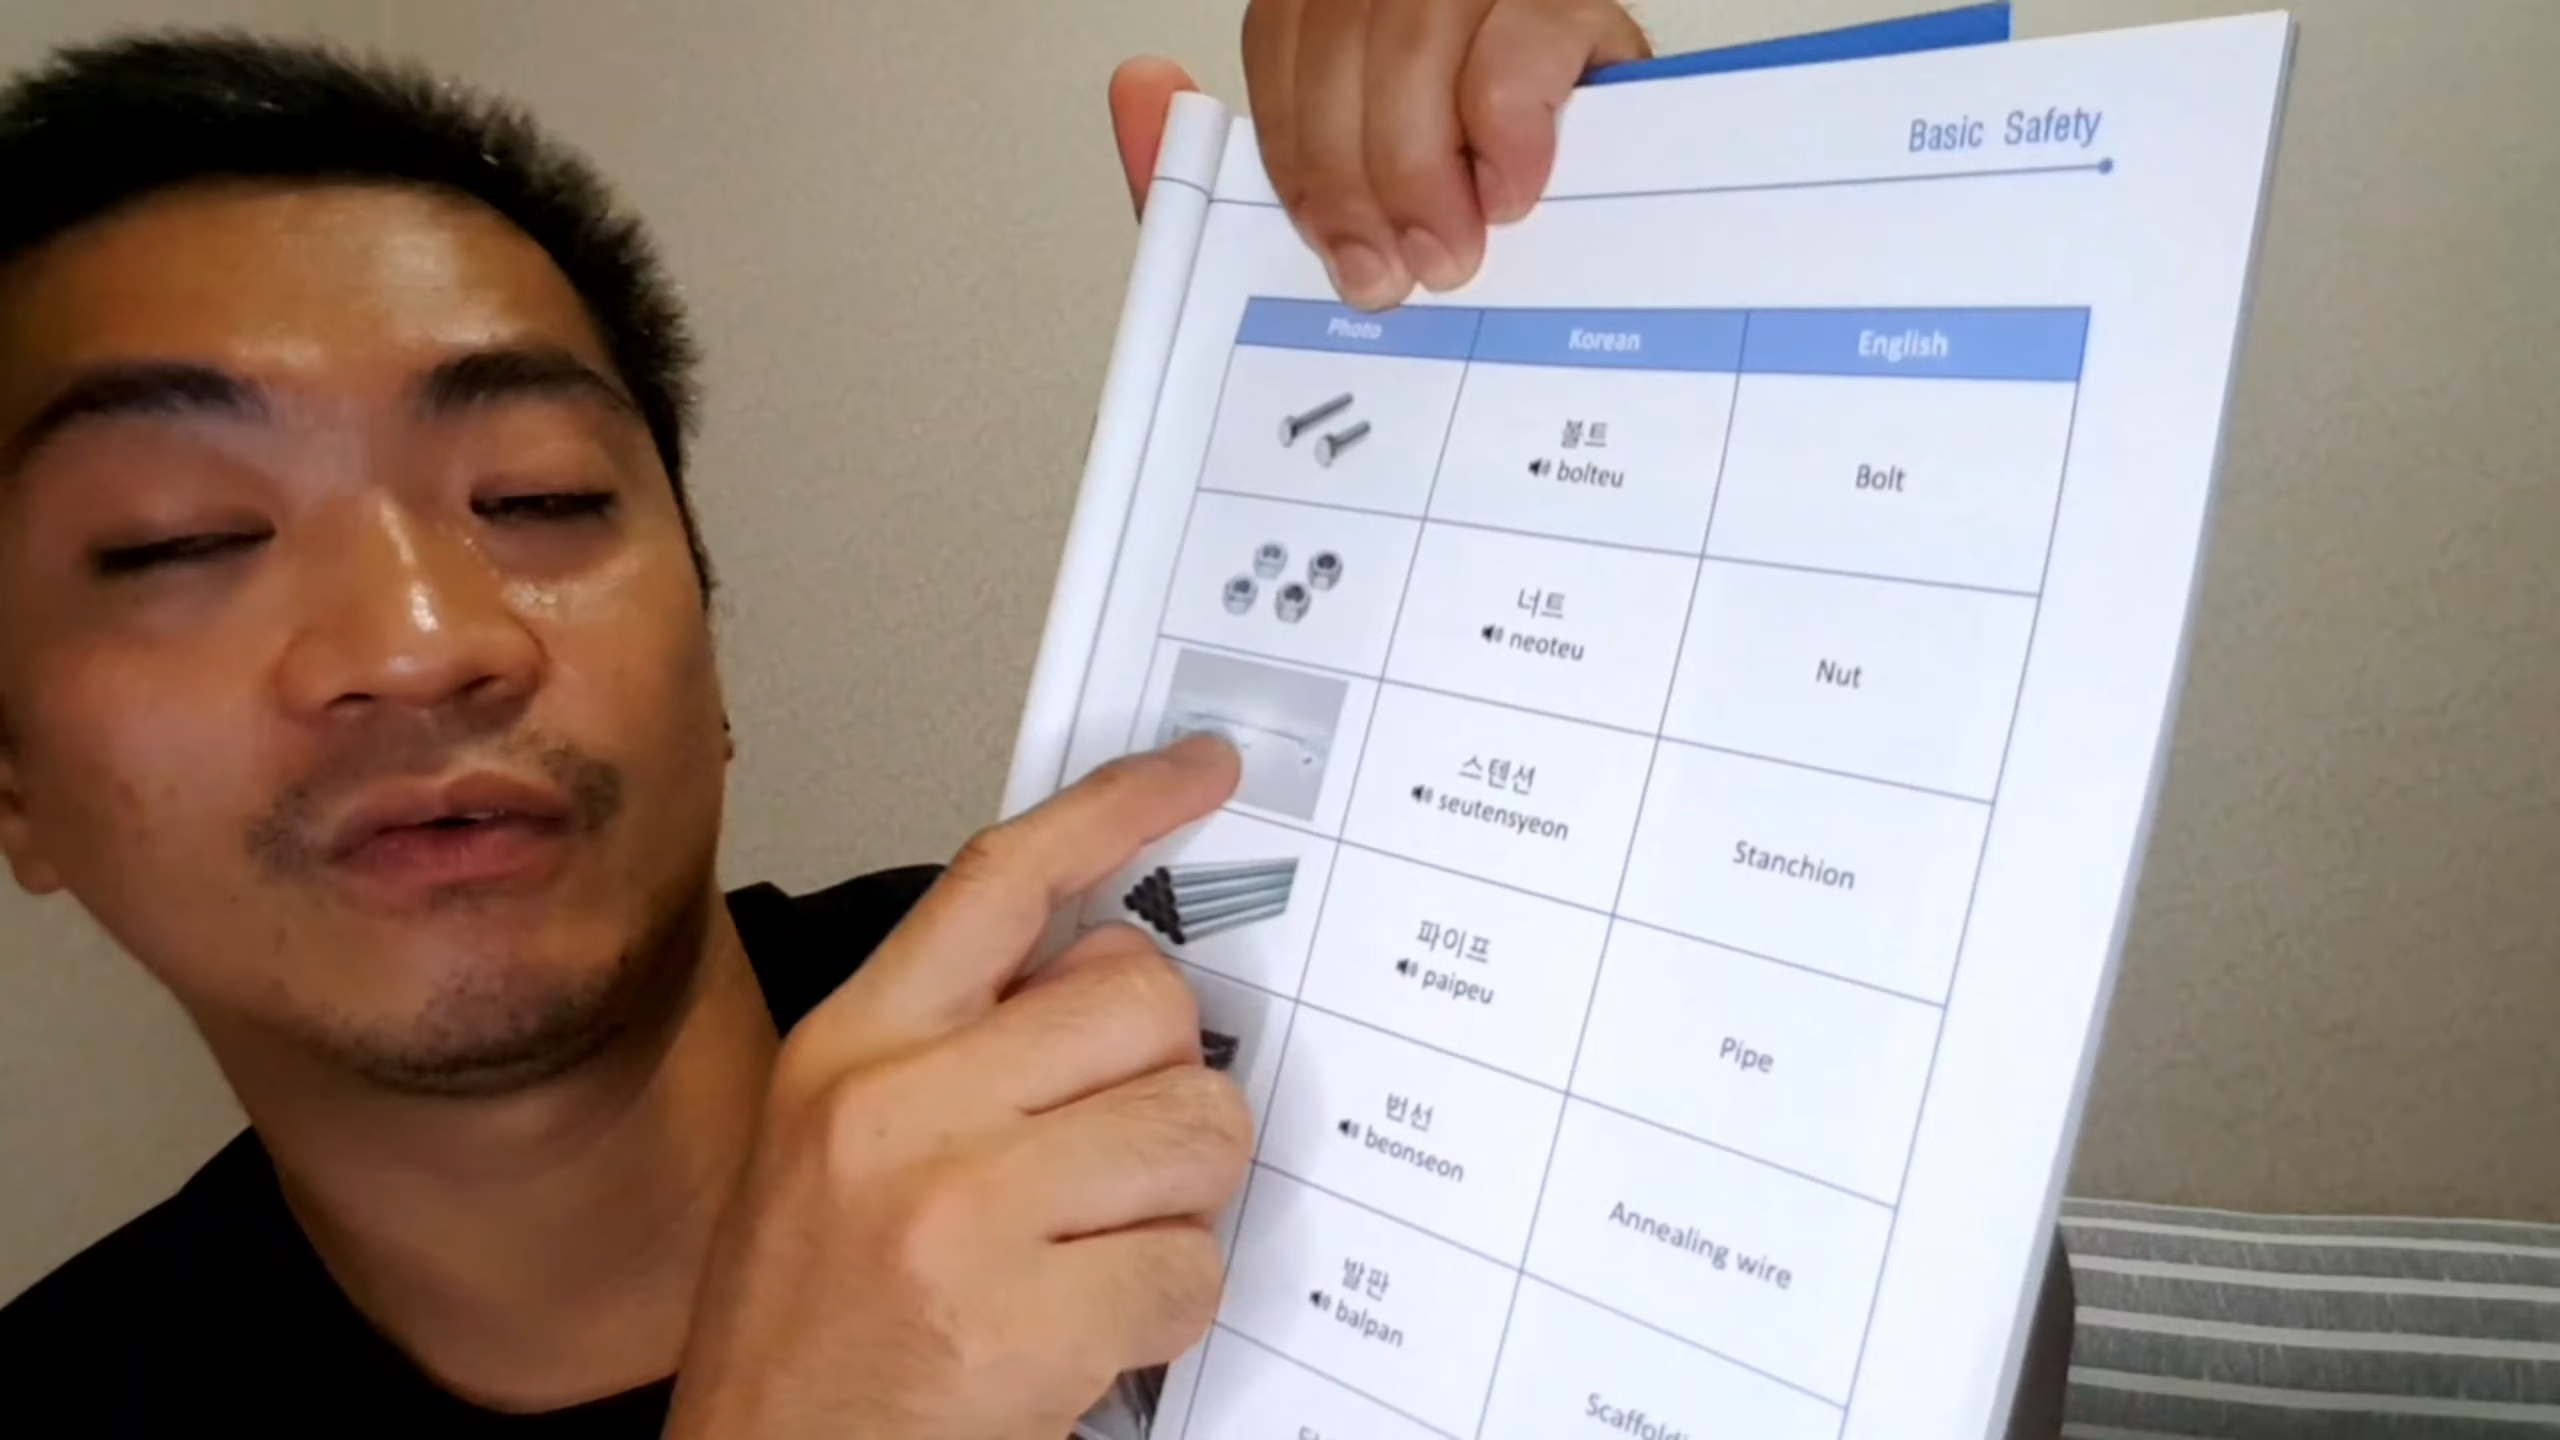 Basic Safety
Photo Korean English
볼트
bolteu
Bolt
너트
neoteu
Nut
스텐션
seutensyeon
Stanchion
파이프
paipeu
Pipe
번선
beonseon
Annealing wire
발판
balpan